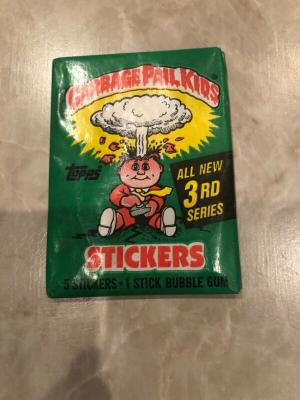 GARBAGE PAIL KIDS
Topps
ALL NEW
3RD
SERIES
STICKERS
5 STICKERS • 1 STICK BUBBLE GUM